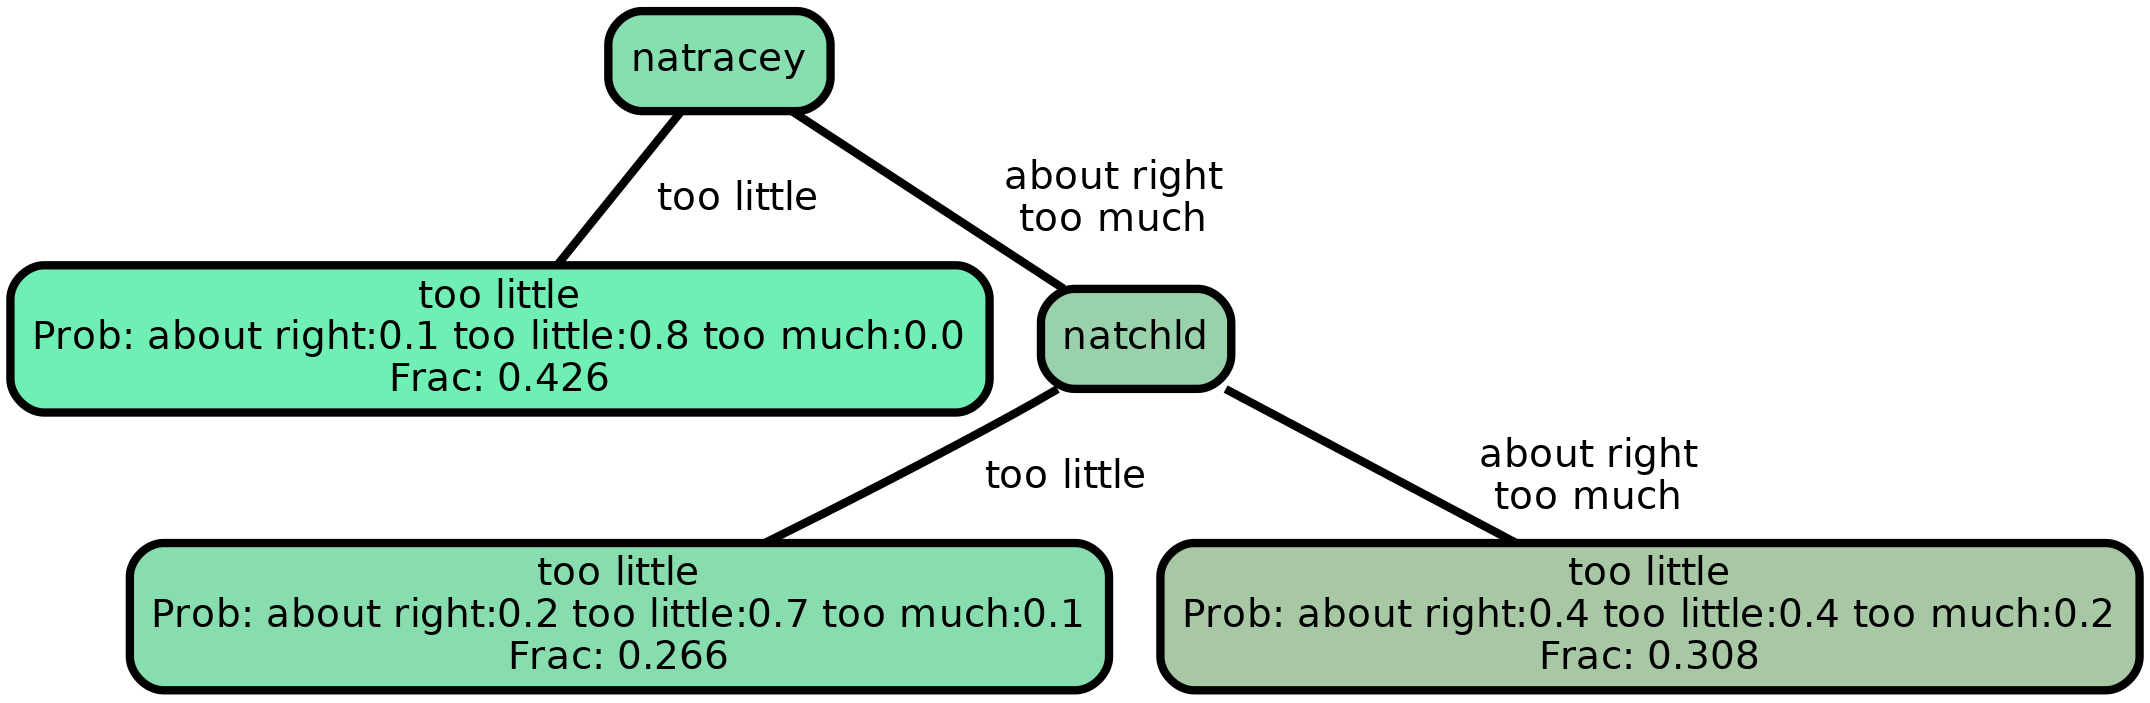 natracey
too little
about right
too much
too little
Prob: about right:0.1 too little:0.8 too much:0.0
Frac: 0.426
natchld
too little
about right
too much
too little
Prob: about right:0.2 too little:0.7 too much:0.1
Frac: 0.266
too little
Prob: about right:0.4 too little:0.4 too much:0.2
Frac: 0.308